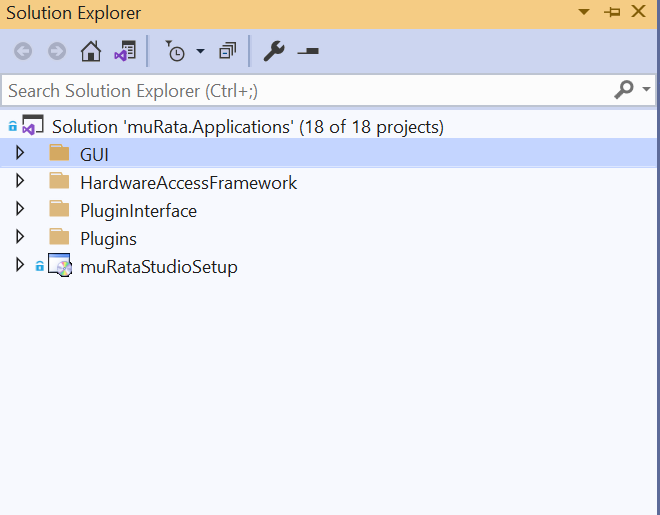 Solution Explorer
Search Solution Explorer (Ctrl+;)
Solution 'muRata.Applications' (18 of 18 projects)
GUI
HardwareAccessFramework
PluginInterface
Plugins
muRataStudioSetup